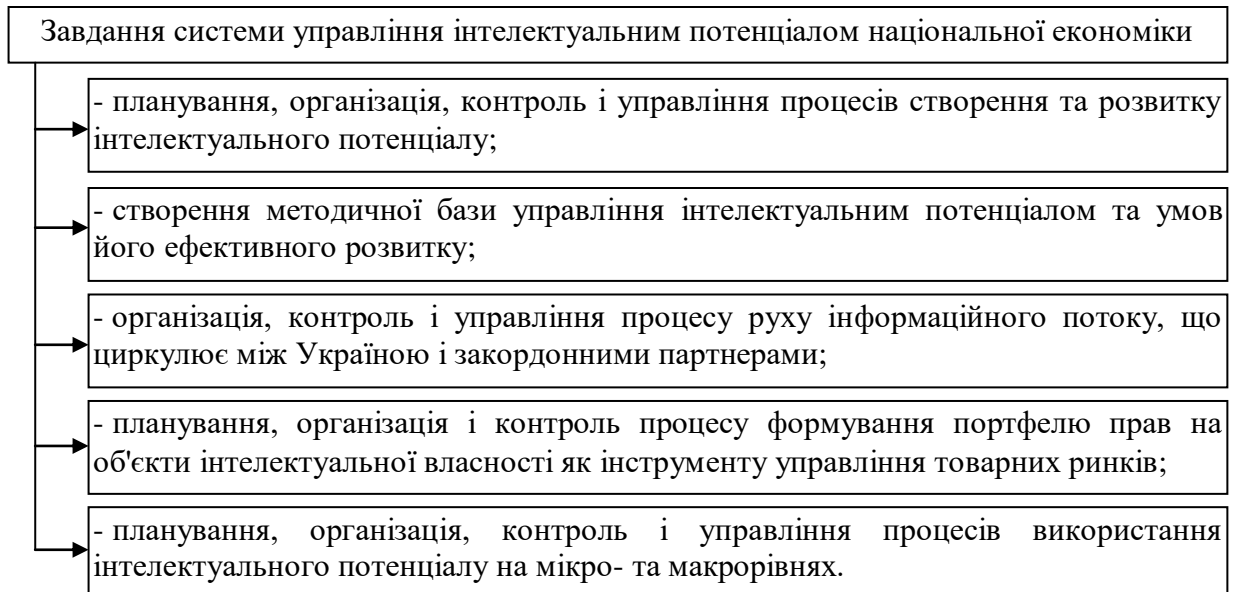 Завдання системи управління інтелектуальним потенціалом національної економіки
- планування, організація, контроль і управління процесів створення та розвитку
інтелектуального потенціалу;
- створення методичної бази управління інтелектуальним потенціалом та умов
його ефективного розвитку;
- організація, контроль і управління процесу руху інформаційного потоку, що
циркулює між Україною і закордонними партнерами;
- планування, організація і контроль процесу формування портфелю прав на
об'єкти інтелектуальної власності як інструменту управління товарних ринків;
- планування, організація, контроль і управління процесів використання
інтелектуального потенціалу на мікро- та макрорівнях.